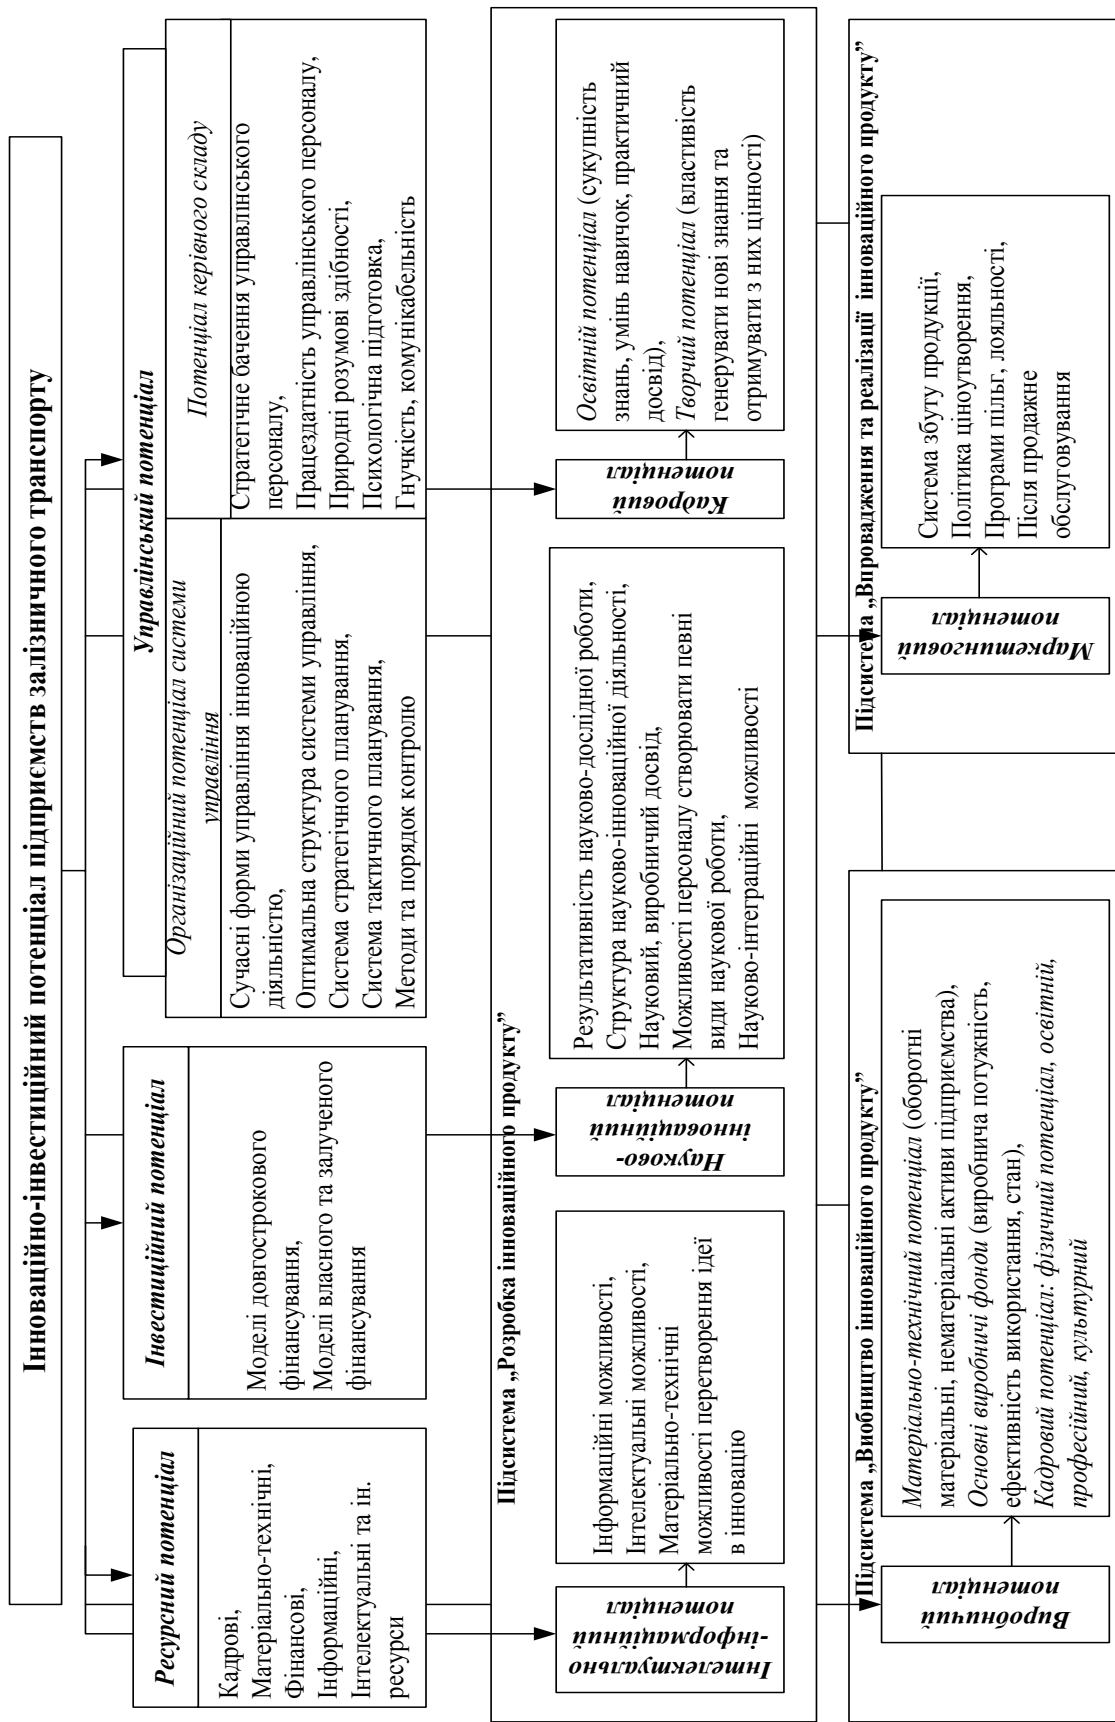 Інноваційно-інвестиційний потенціал підприємств залізничного транспорту
Ресурсний потенціал
Кадрові,
Матеріально-технічні,
Фінансові,
Інформаційні,
Інтелектуальні та ін.
ресурси
Інвестиційний потенціал
Моделі довгострокового
фінансування,
Моделі власного та залученого
фінансування
Управлінський потенціал
Організаційний потенціал системи
управління
Сучасні форми управління інноваційною
діяльністю,
Оптимальна структура системи управління,
Система стратегічного планування,
Система тактичного планування,
Методи та порядок контролю
Потенціал керівного складу
Стратегічне бачення управлінського
персоналу,
Працездатність управлінського персоналу,
Природні розумові здібності,
Психологічна підготовка,
Гнучкість, комунікабельність
Підсистема „Розробка інноваційного продукту”
Інтелектуально
-інформаційний
потенціал
Інформаційні можливості,
Інтелектуальні можливості,
Матеріально-технічні
можливості перетворення ідеї
в інновацію
Науково-
інноваційний
потенціал
Результативність науково-дослідної роботи,
Структура науково-інноваційної діяльності,
Науковий, виробничий досвід,
Можливості персоналу створювати певні
види наукової роботи,
Науково-інтеграційні можливості
Кадровий
потенціал
Освітній потенціал (сукупність
знань, умінь навичок, практичний
досвід),
Творчий потенціал (властивість
генерувати нові знання та
отримувати з них цінності)
Підсистема „Виобництво інноваційного продукту”
Виробничий
потенціал
Матеріально-технічний потенціал (оборотні
матеріальні, нематеріальні активи підприємства),
Основні виробничі фонди (виробнича потужність,
ефективність використання, стан),
Кадровий потенціал: фізичний потенціал, освітній,
професійний, культурний
Підсистема „Впровадження та реалізації інноваційного продукту”
Маркетинговий
потенціал
Система збуту продукції,
Політика ціноутворення,
Програми пільг, лояльності,
Після продажне
обслуговування